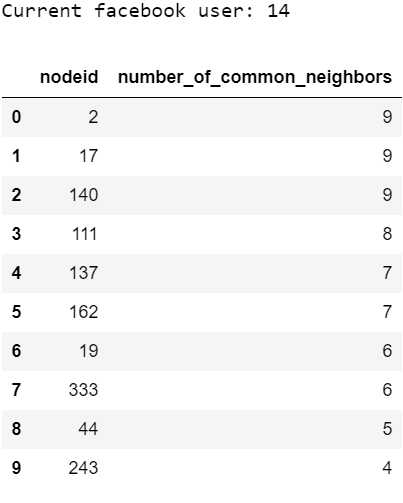 Current facebook user: 14
nodeid number_of_common_neighbors
0 2 9
1 17 9
2 140 9
3 111 8
4 137 7
5 162 7
6 19 6
7 333 6
8 44 5
9 243 4